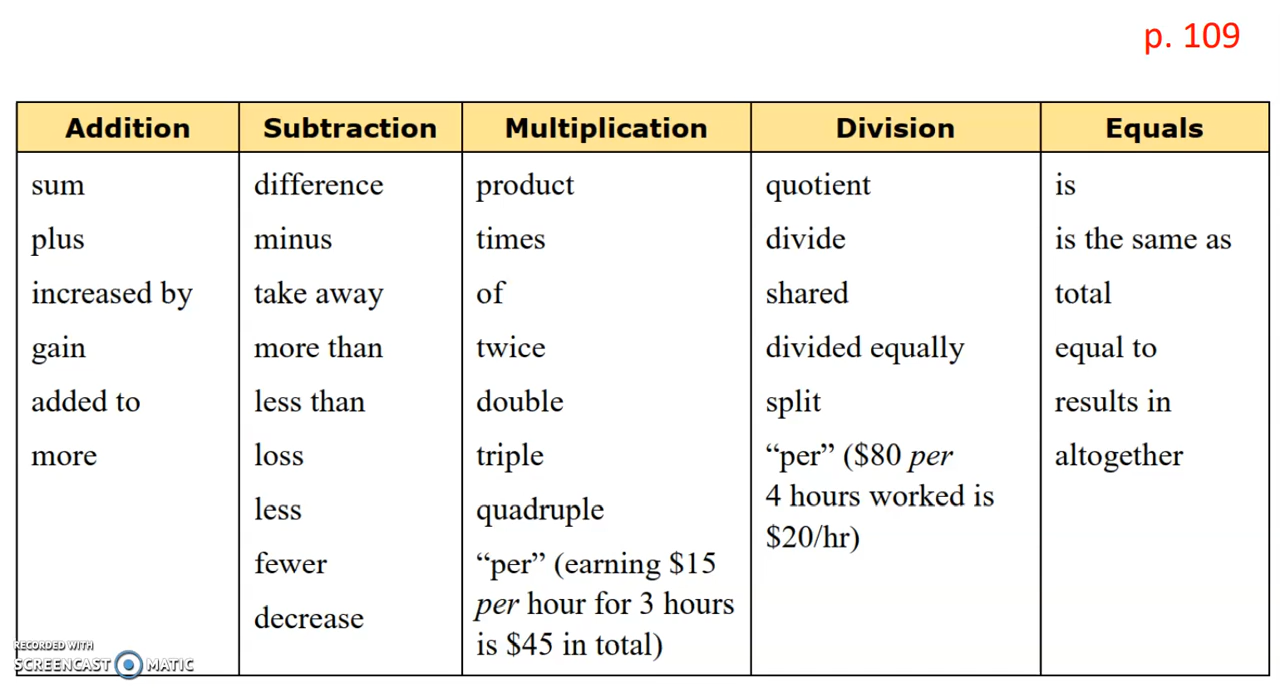 p. 109
Addition
Subtraction
Multiplication
Division
Equals
sum
difference
product
quotient
is
plus
minus
times
divide
is the same as
increased by
take away
of
shared
total
gain
more than
twice
divided equally
equal to
added to
less than
double
split
results in
more
loss
triple
“per” ($80 per
4 hours worked is
$20/hr)
altogether
less
quadruple
fewer
“per” (earning $15
per hour for 3 hours
is $45 in total)
decrease
RECORDED WITH
SCREENCAST MATIC